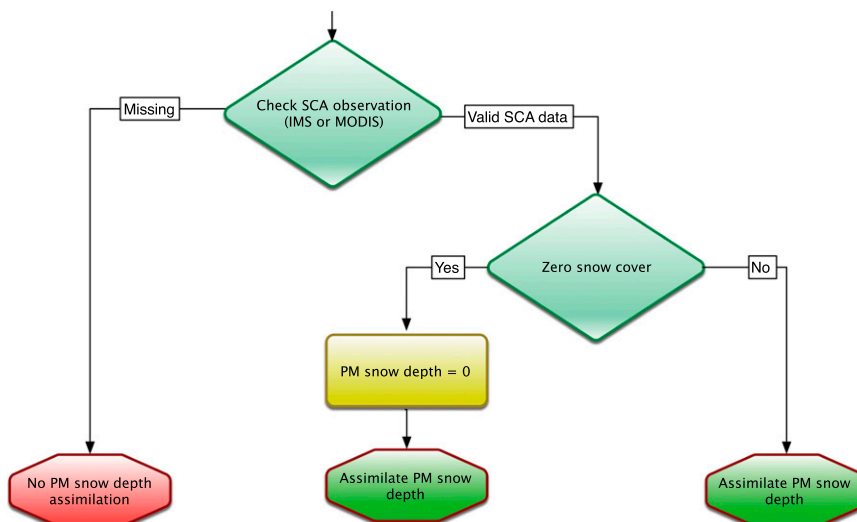 Check SCA observation
(IMS or MODIS)
Missing
Valid SCA data
Zero snow cover
Yes
No
PM snow depth = 0
No PM snow depth
assimilation
Assimilate PM snow
depth
Assimilate PM snow
depth